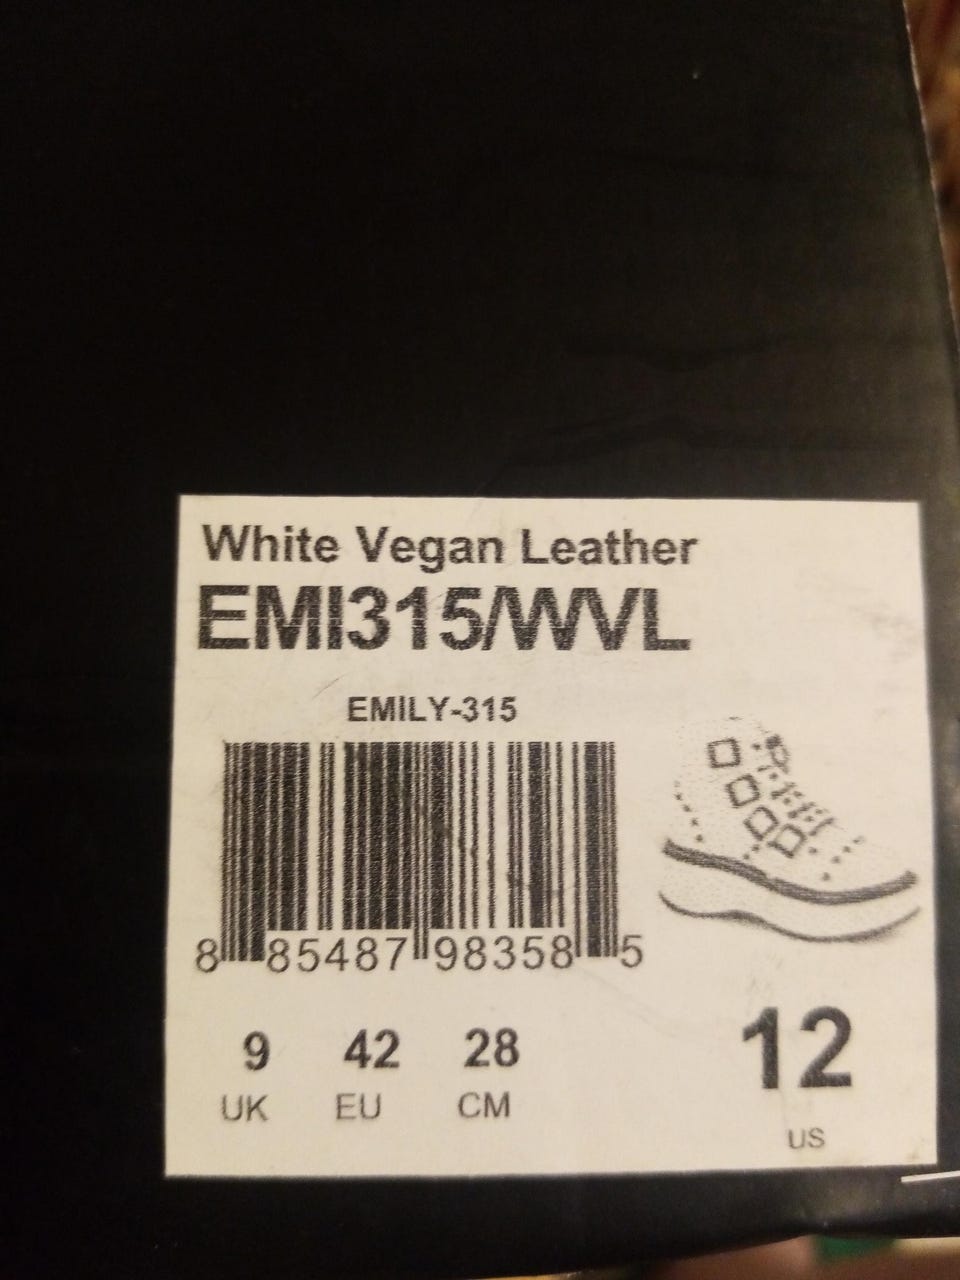 White Vegan Leather
EMI315/WVL
EMILY-315
8 85487 98358 5
9 42 28 12
UK EU CM US